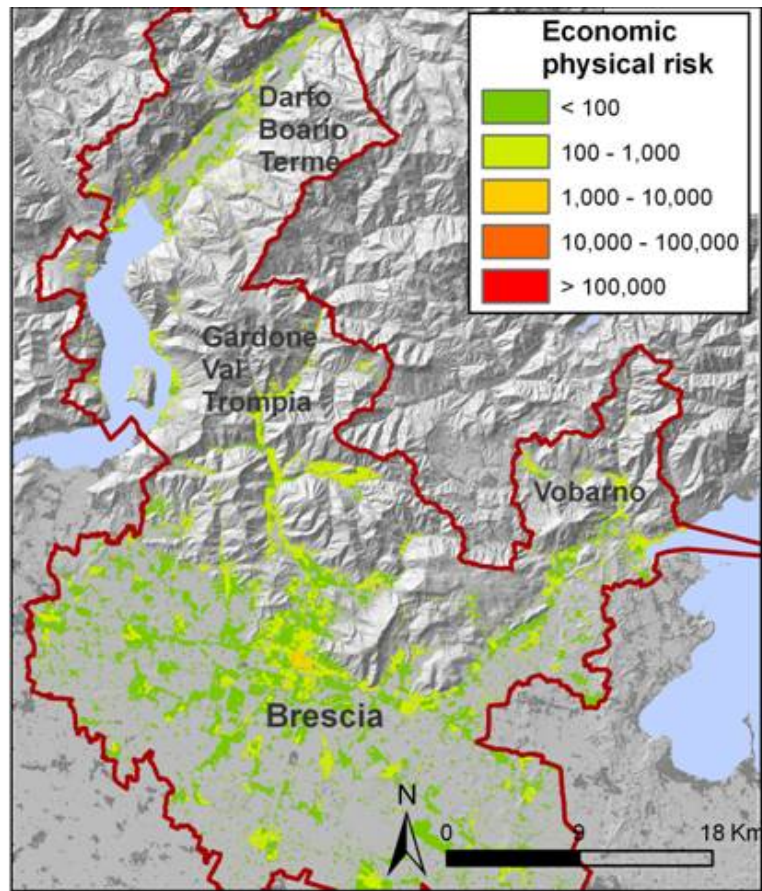 Economic
physical risk
< 100
100 - 1,000
1,000 - 10,000
10,000 - 100,000
> 100,000
Darfo
Boario
Terme
Gardone
Val
Trompia
Vobarno
Brescia
N
0 9 18 Km